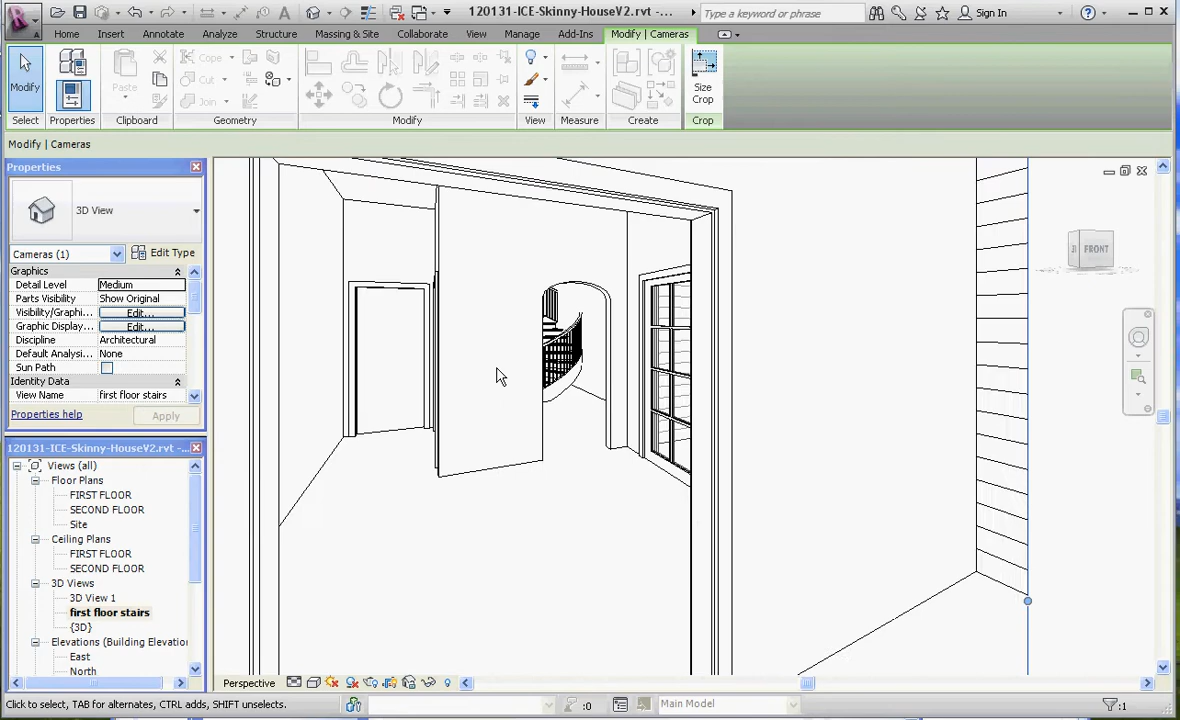 120131-ICE-Skinny-HouseV2.rvt -...
Type a keyword or phrase
Sign In
Home Insert Annotate Analyze Structure Massing & Site Collaborate View Manage Add-Ins Modify | Cameras
Modify
Paste
Cope
Cut
Join
Size Crop
Select Properties Clipboard Geometry Modify View Measure Create Crop
Modify | Cameras
Properties
3D View
Cameras (1)
Edit Type
Graphics
Detail Level Medium
Parts Visibility Show Original
Visibility/Graphi... Edit...
Graphic Display... Edit...
Discipline Architectural
Default Analysi... None
Sun Path
Identity Data
View Name first floor stairs
Properties help
Apply
120131-ICE-Skinny-HouseV2.rvt -...
Views (all)
Floor Plans
FIRST FLOOR
SECOND FLOOR
Site
Ceiling Plans
FIRST FLOOR
SECOND FLOOR
3D Views
3D View 1
first floor stairs
{3D}
Elevations (Building Elevation
East
North
FRONT
Perspective
Click to select, TAB for alternates, CTRL adds, SHIFT unselects.
:0
Main Model
:1